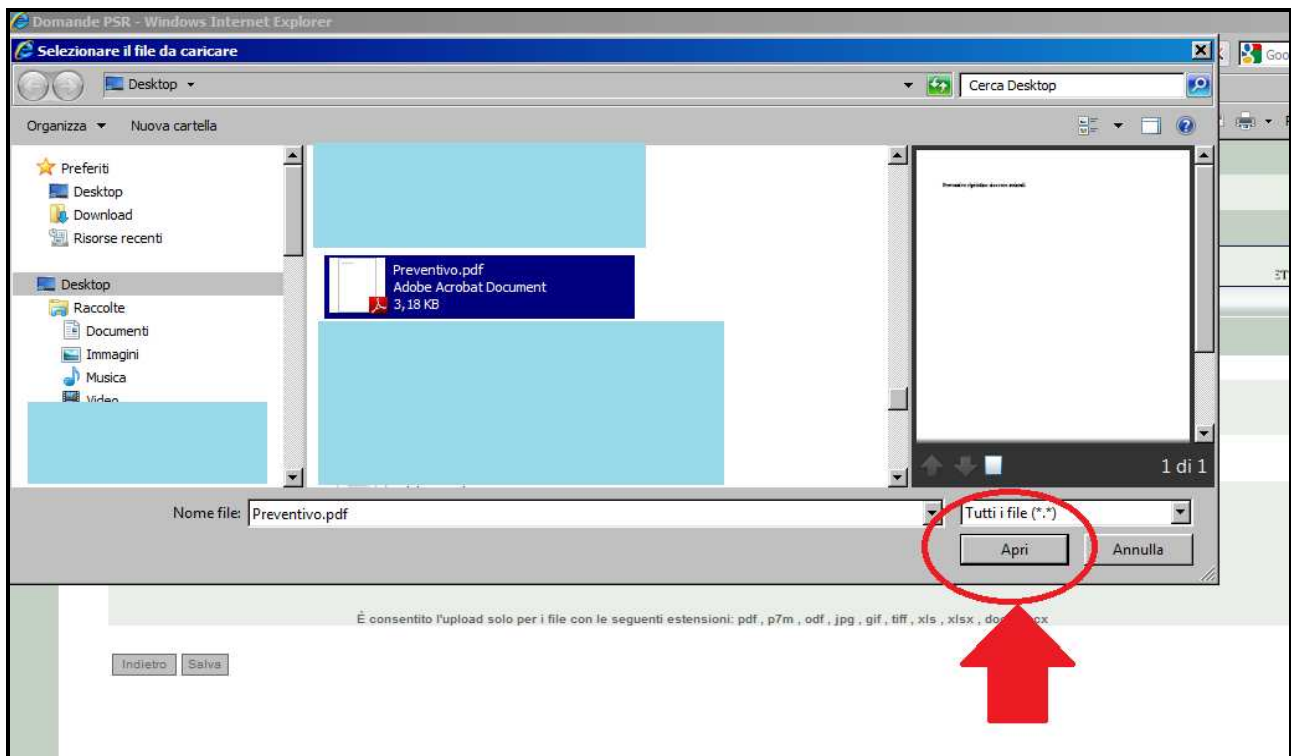 Domande PSR - Windows Internet Explorer
Selezionare il file da caricare
Goo
Desktop
Cerca Desktop
Organizza
Nuova cartella
Preferiti
Desktop
Download
Risorse recenti
Desktop
Raccolte
Documenti
Immagini
Musica
Video
Preventivo.pdf
Adobe Acrobat Document
3,18 KB
1 di 1
Nome file:
Preventivo.pdf
Tutti i file (*.*)
Apri
Annulla
È consentito l'upload solo per i file con le seguenti estensioni: pdf , p7m , odf , jpg , gif , tiff , xls , xlsx ,
Indietro
Salva